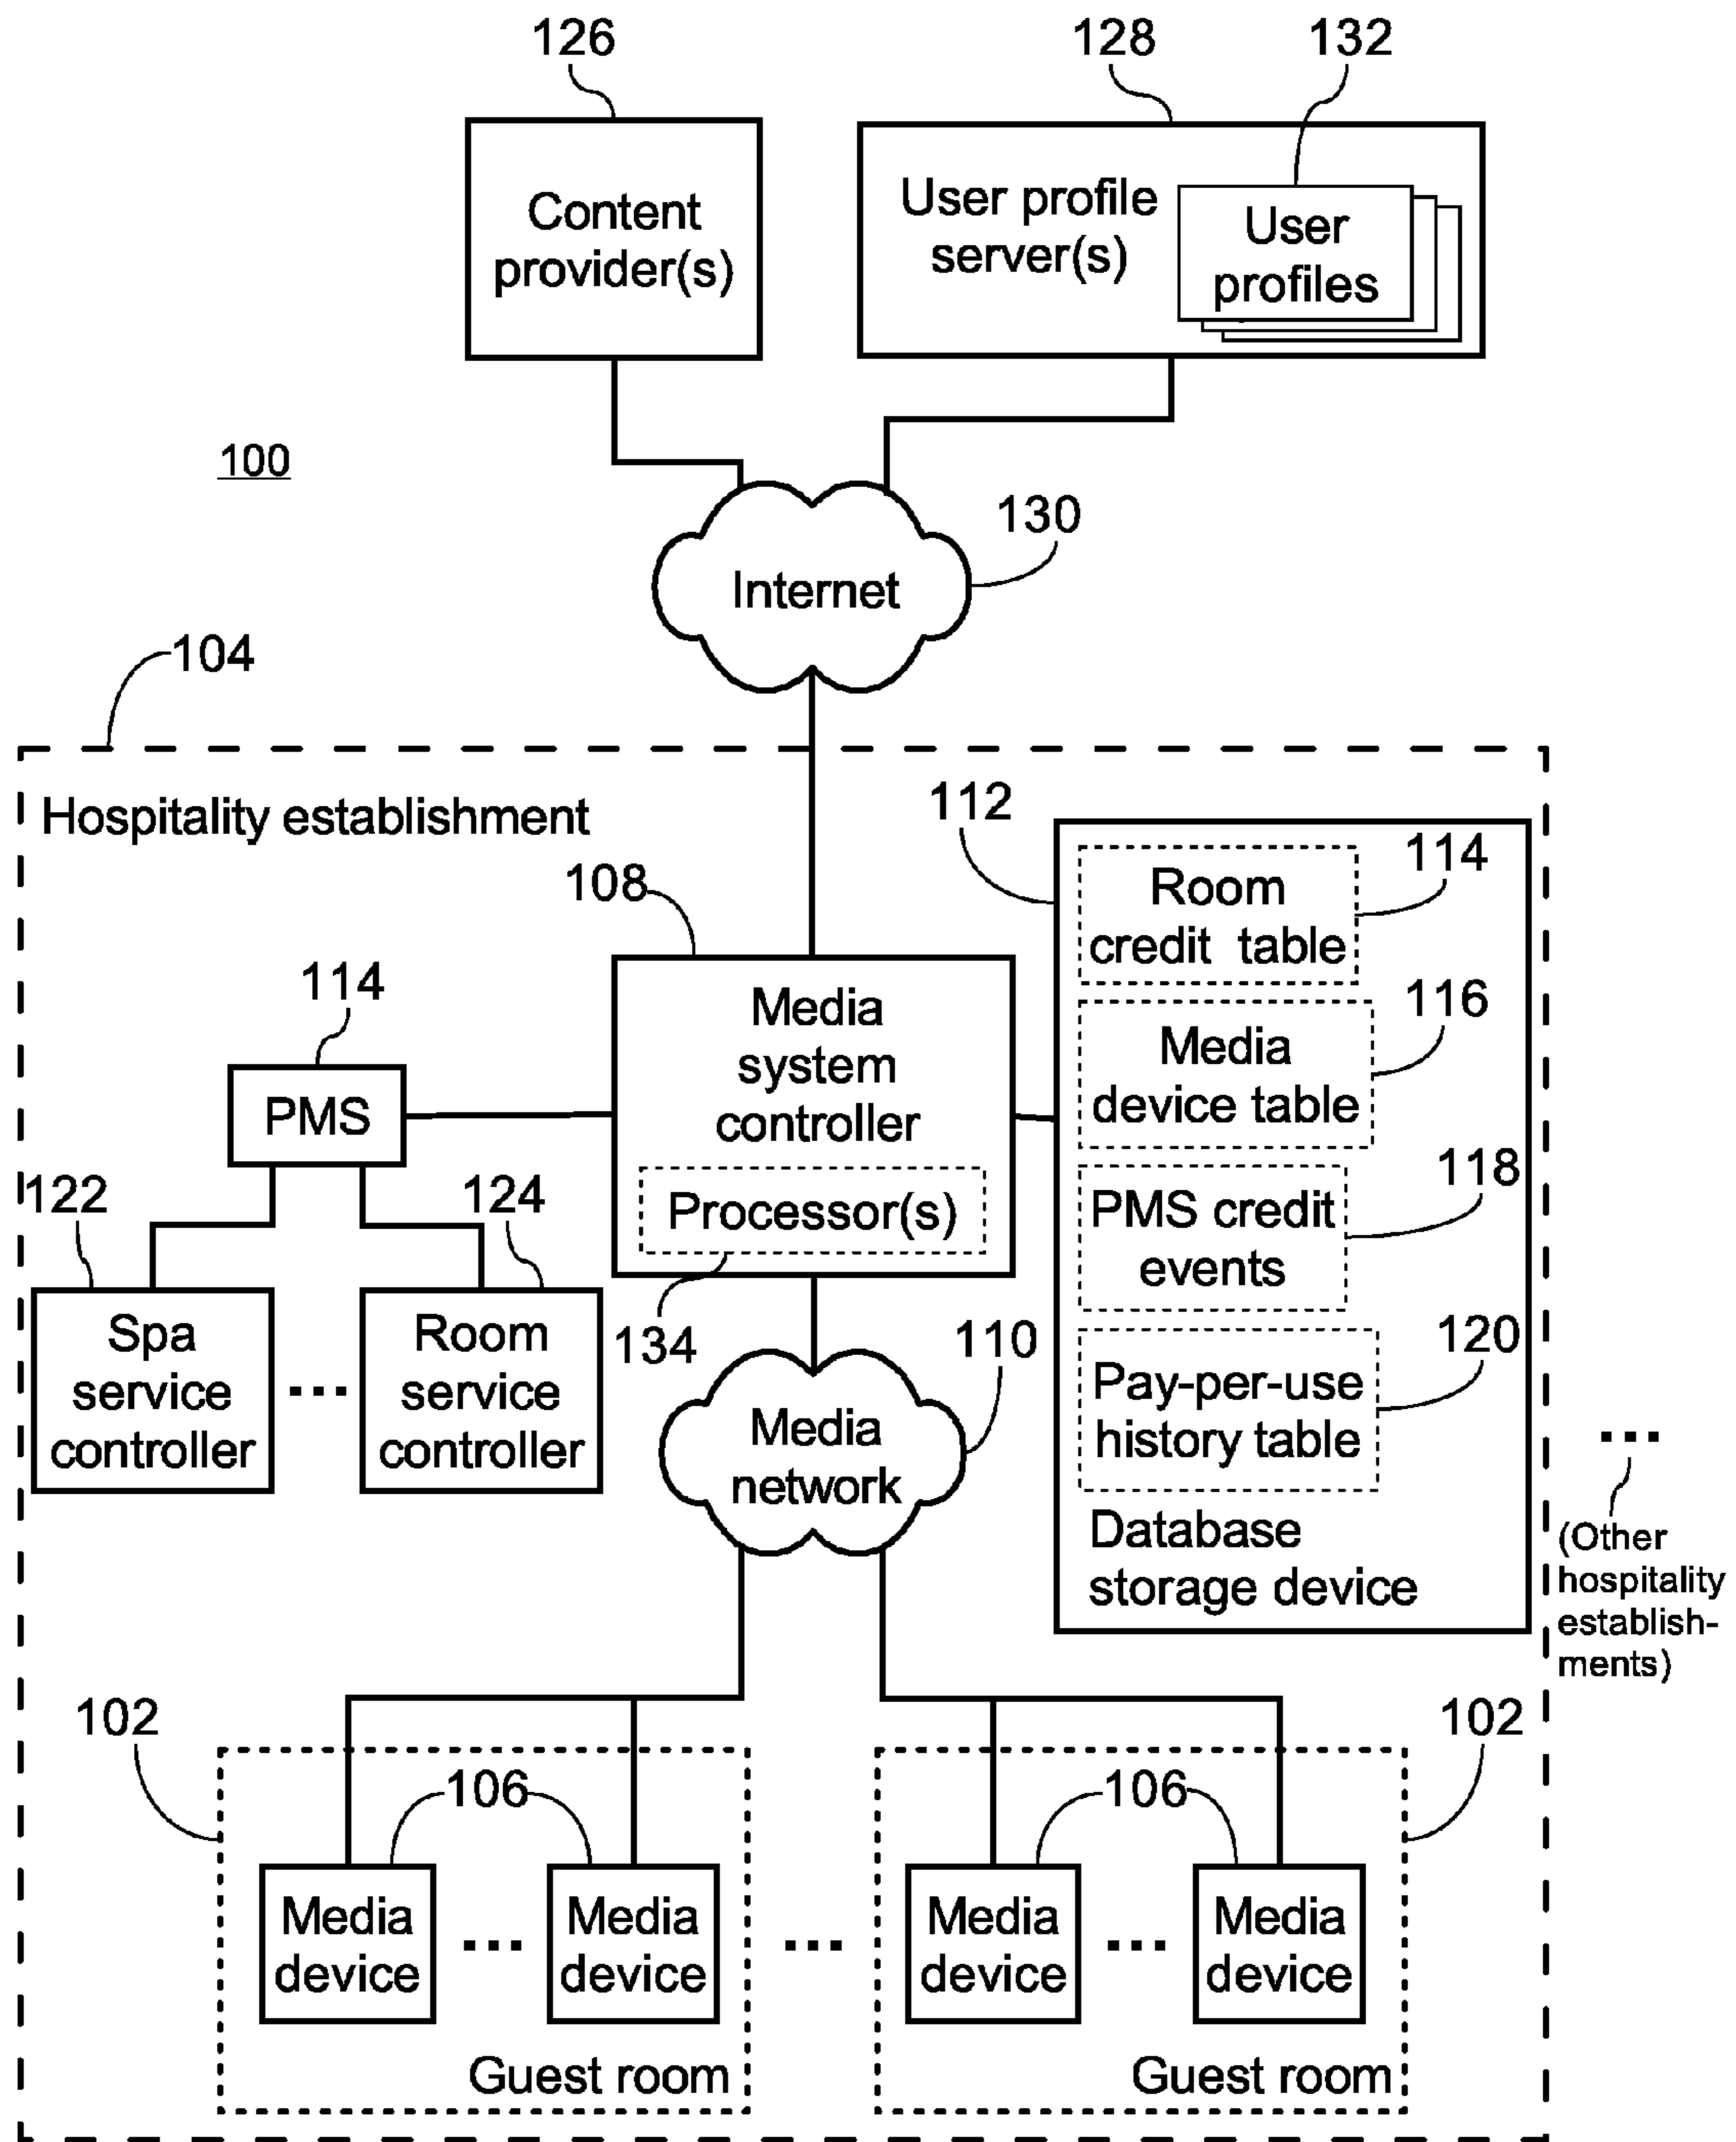 126
128
132
Content
provider(s)
User profile
server(s)
User
profiles
100
130
Internet
104
Hospitality establishment
112
114
Room
credit table
108
Media
system
controller
Processor(s)
134
114
PMS
116
Media
device table
118
PMS credit
events
122
124
Spa
service
controller
...
Room
service
controller
110
Media
network
120
Pay-per-use
history table
Database
storage device
...
(Other
hospitality
establish-
ments)
102
102
106
106
Media
device
...
Media
device
...
Media
device
...
Media
device
Guest room
Guest room